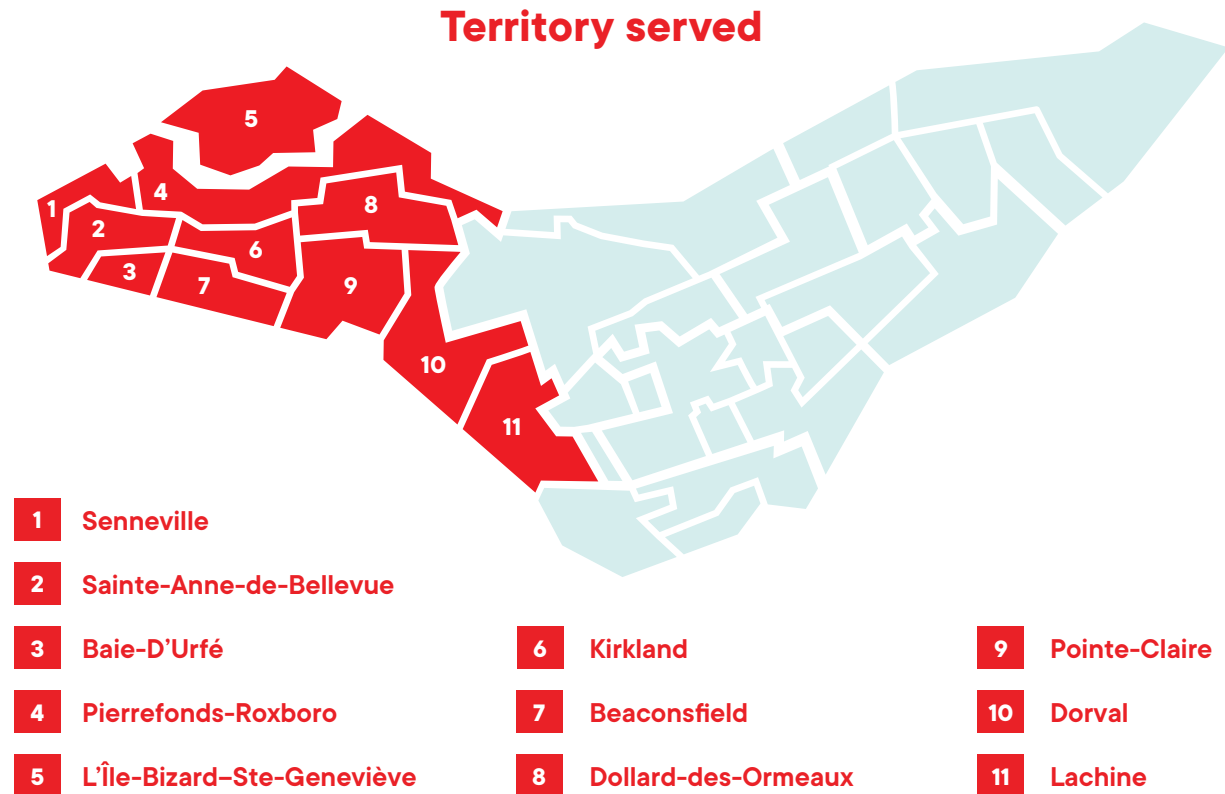 Territory served
5
4
1
8
2
6
3
7
9
10
11
1 Senneville
2 Sainte-Anne-de-Bellevue
3 Baie-D’Urfé
4 Pierrefonds-Roxboro
5 L’Île-Bizard–Ste-Geneviève
6 Kirkland
7 Beaconsfield
8 Dollard-des-Ormeaux
9 Pointe-Claire
10 Dorval
11 Lachine